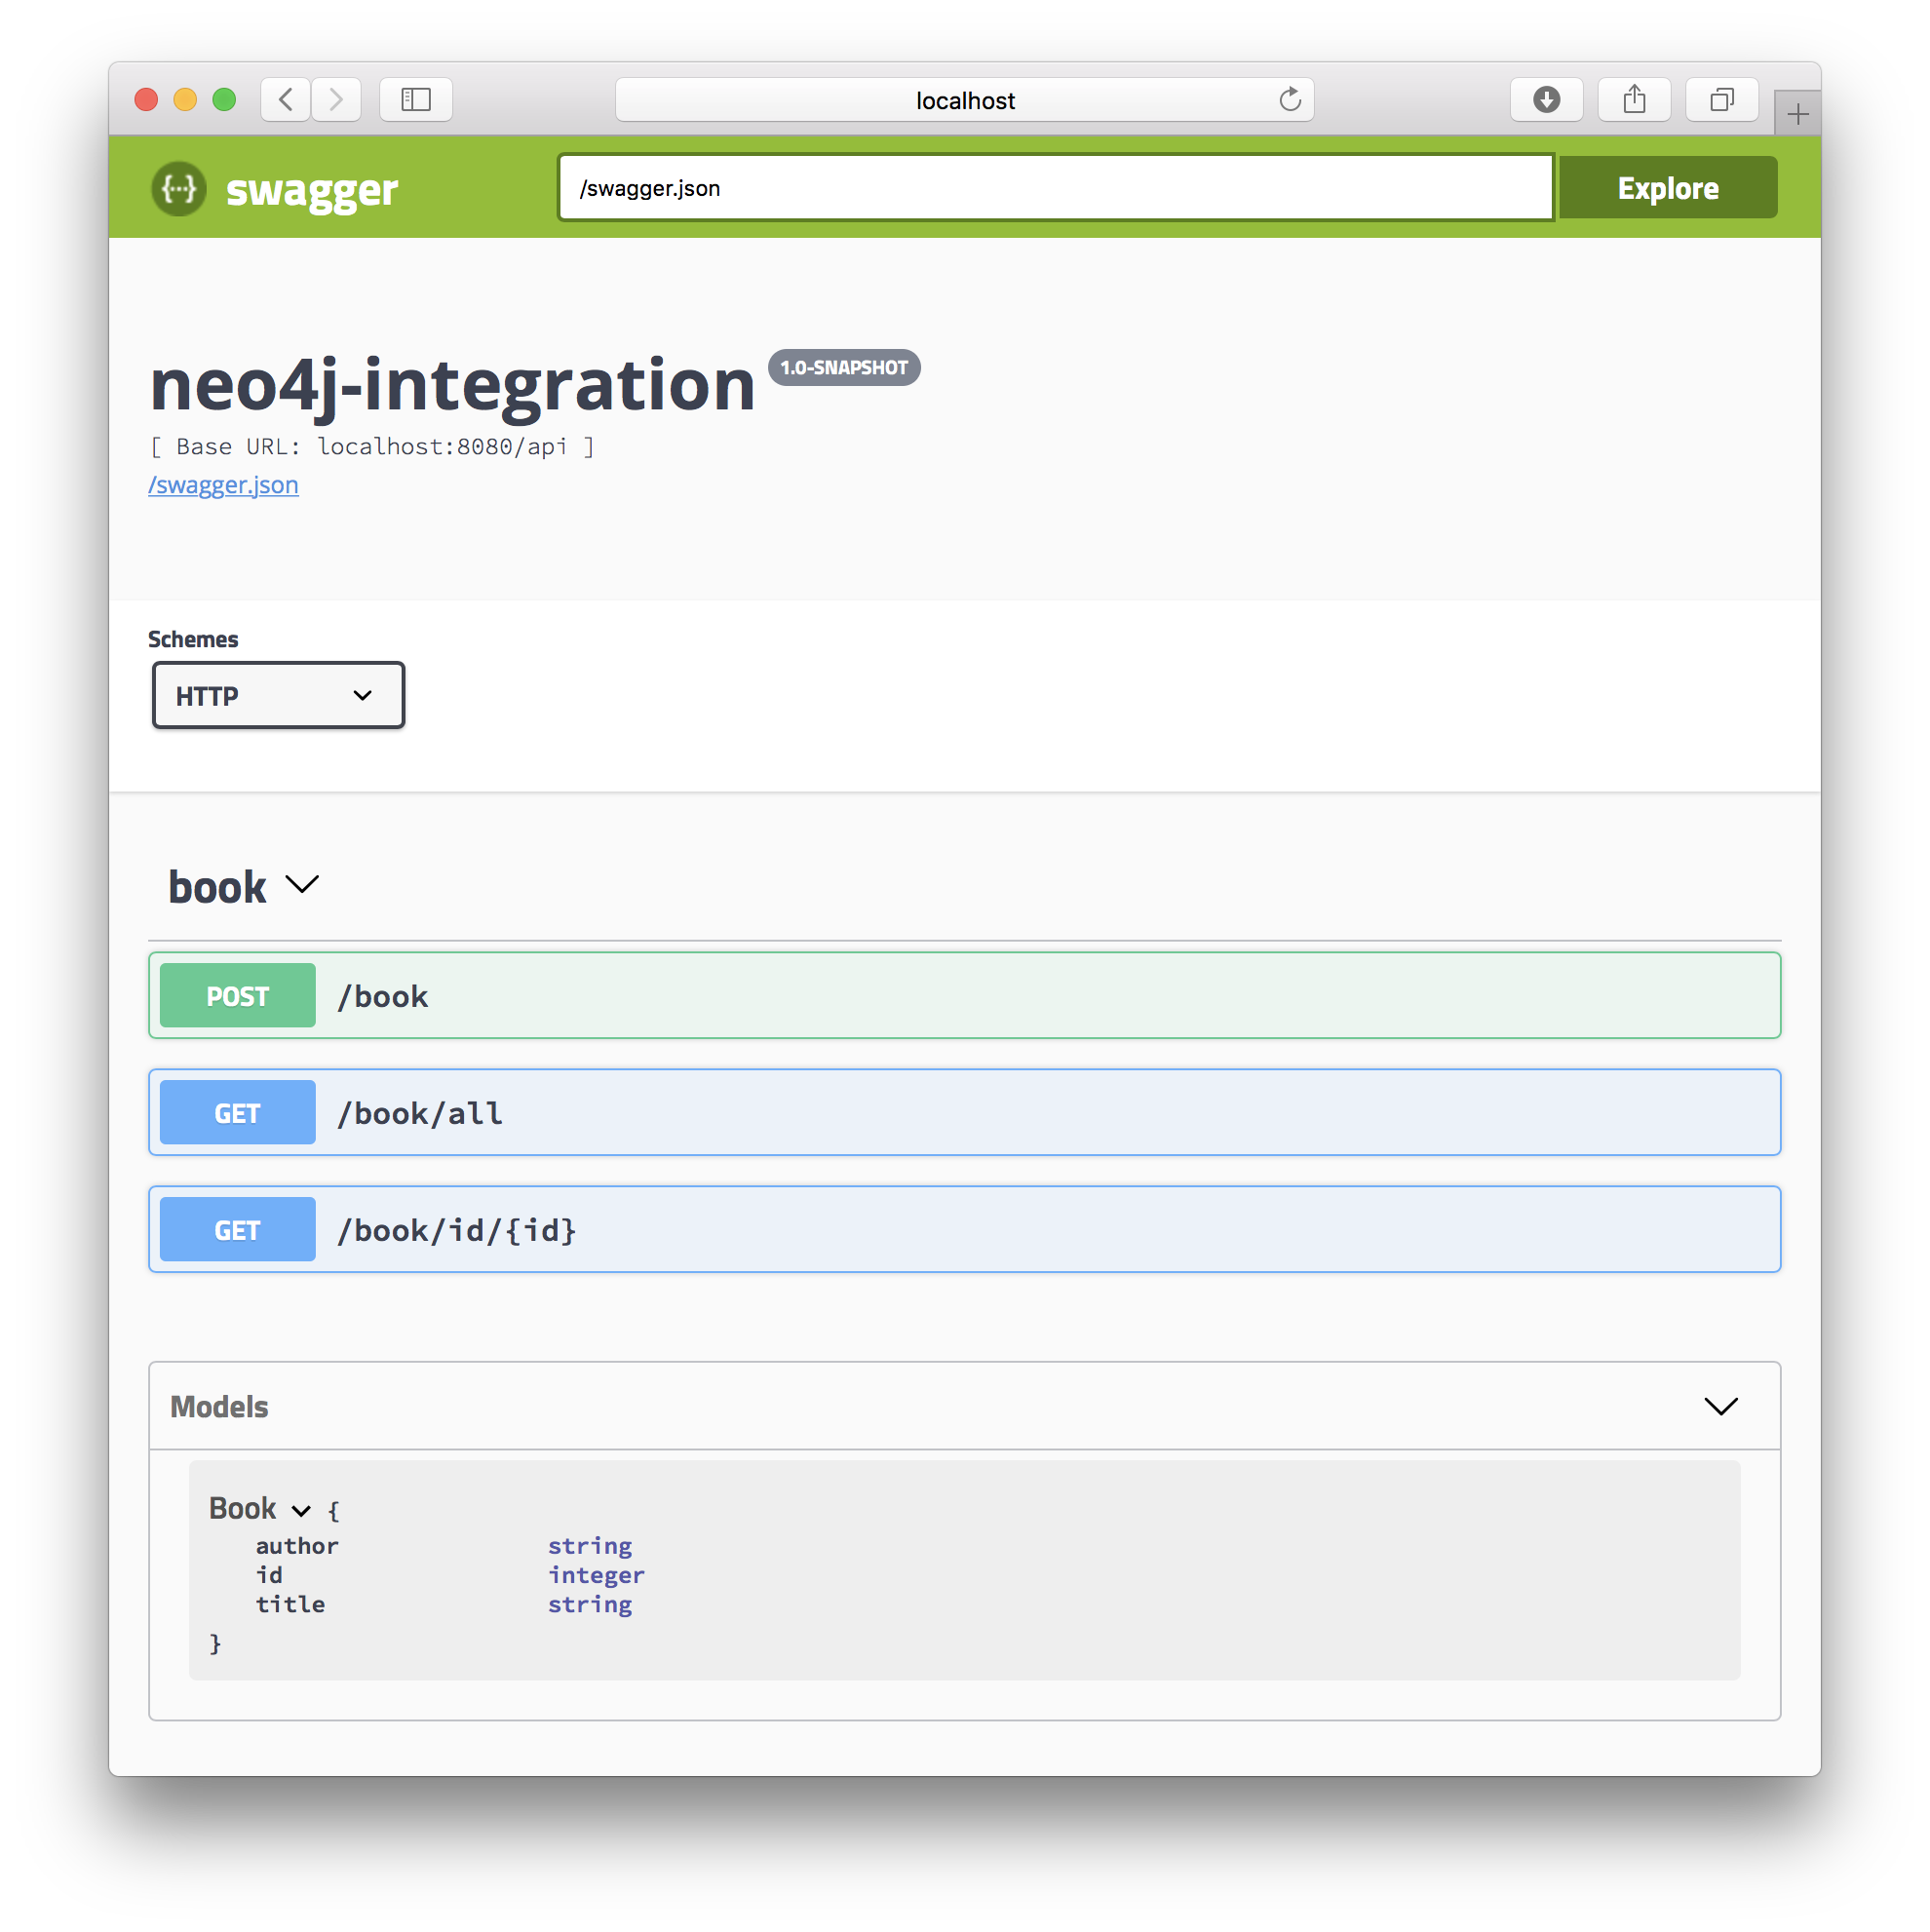 localhost
{···} swagger
/swagger.json
Explore
neo4j-integration 1.0-SNAPSHOT
[ Base URL: localhost:8080/api ]
/swagger.json
Schemes
HTTP
book
POST /book
GET /book/all
GET /book/id/{id}
Models
Book {
author string
id integer
title string
}